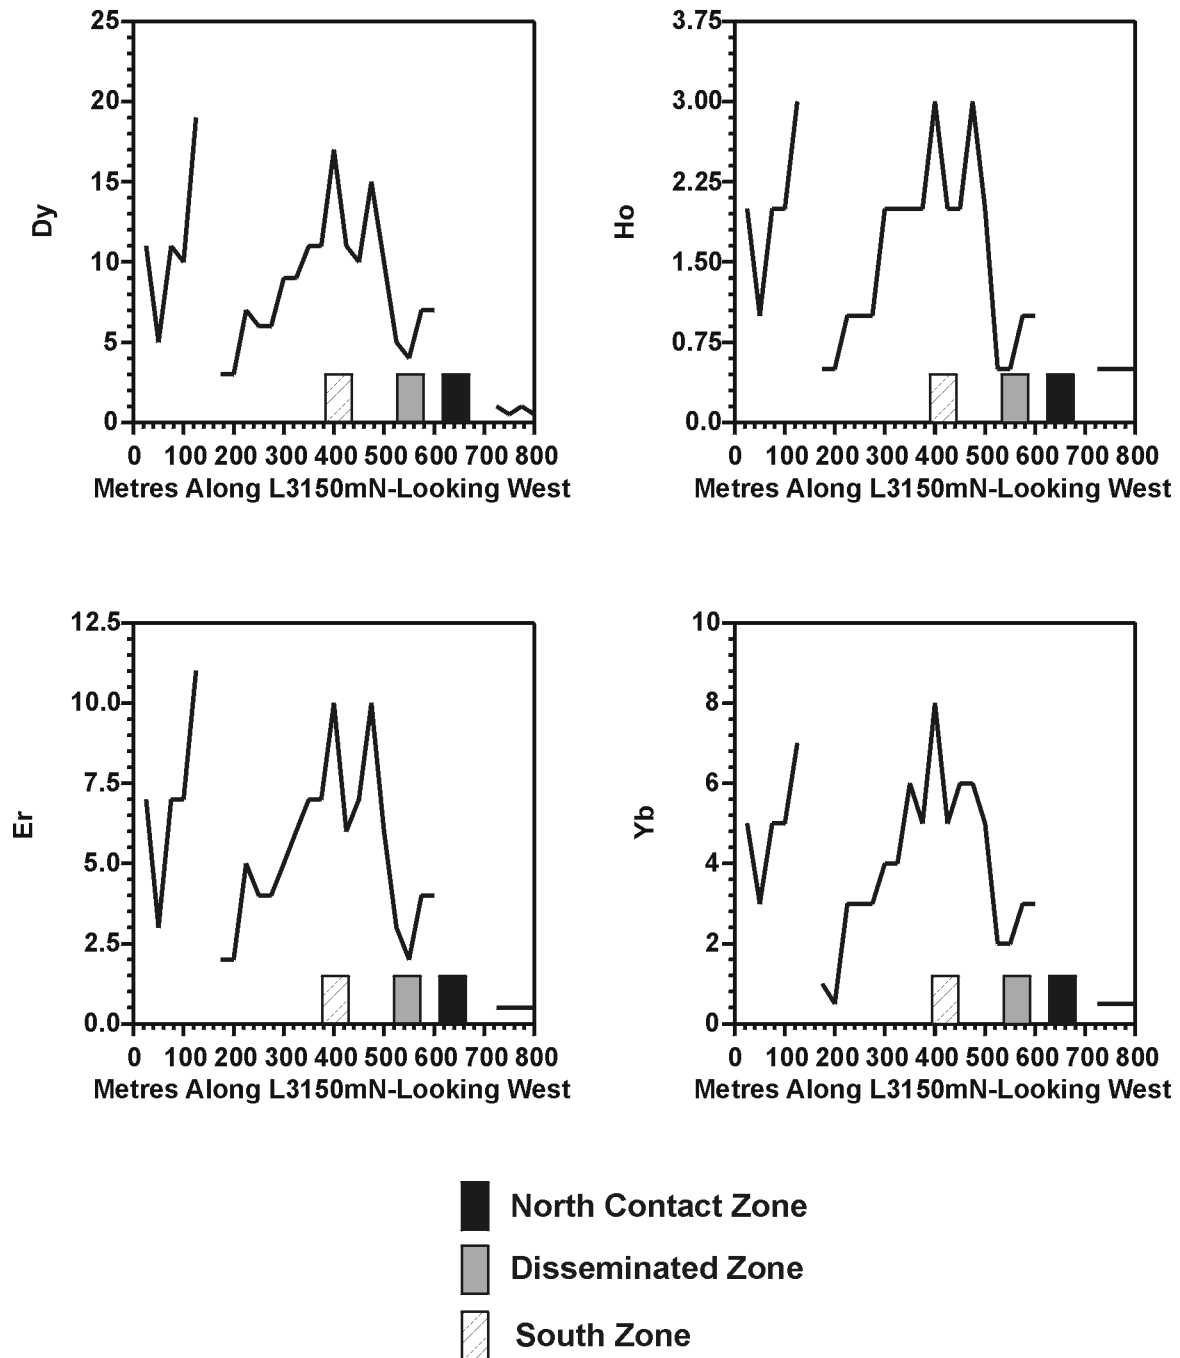 25
20
15
10
5
0
Dy
0 100 200 300 400 500 600 700 800
Metres Along L3150mN-Looking West
3.75
3.00
2.25
1.50
0.75
0.0
Ho
0 100 200 300 400 500 600 700 800
Metres Along L3150mN-Looking West
12.5
10.0
7.5
5.0
2.5
0.0
Er
0 100 200 300 400 500 600 700 800
Metres Along L3150mN-Looking West
10
8
6
4
2
0
Yb
0 100 200 300 400 500 600 700 800
Metres Along L3150mN-Looking West
North Contact Zone
Disseminated Zone
South Zone